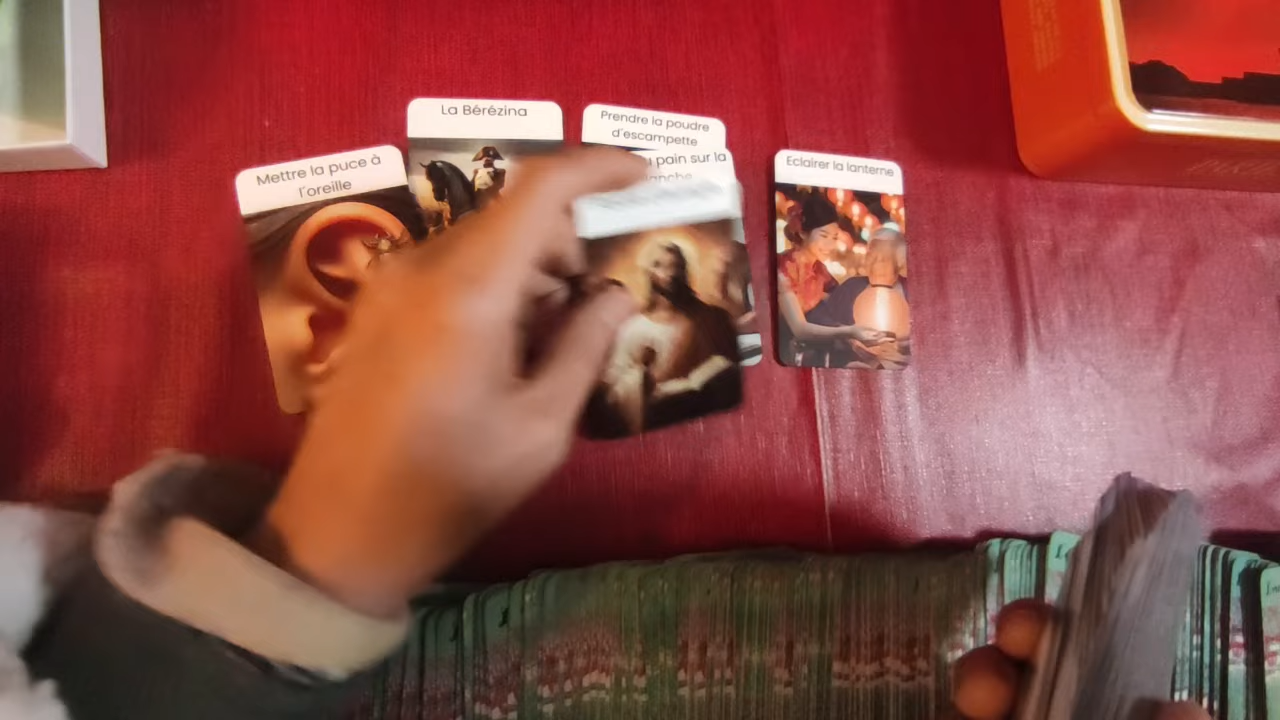 La Bérézina
Prendre la poudre
d'escampette
Mettre la puce à
l'oreille
pain sur la
Eclairer la lanterne